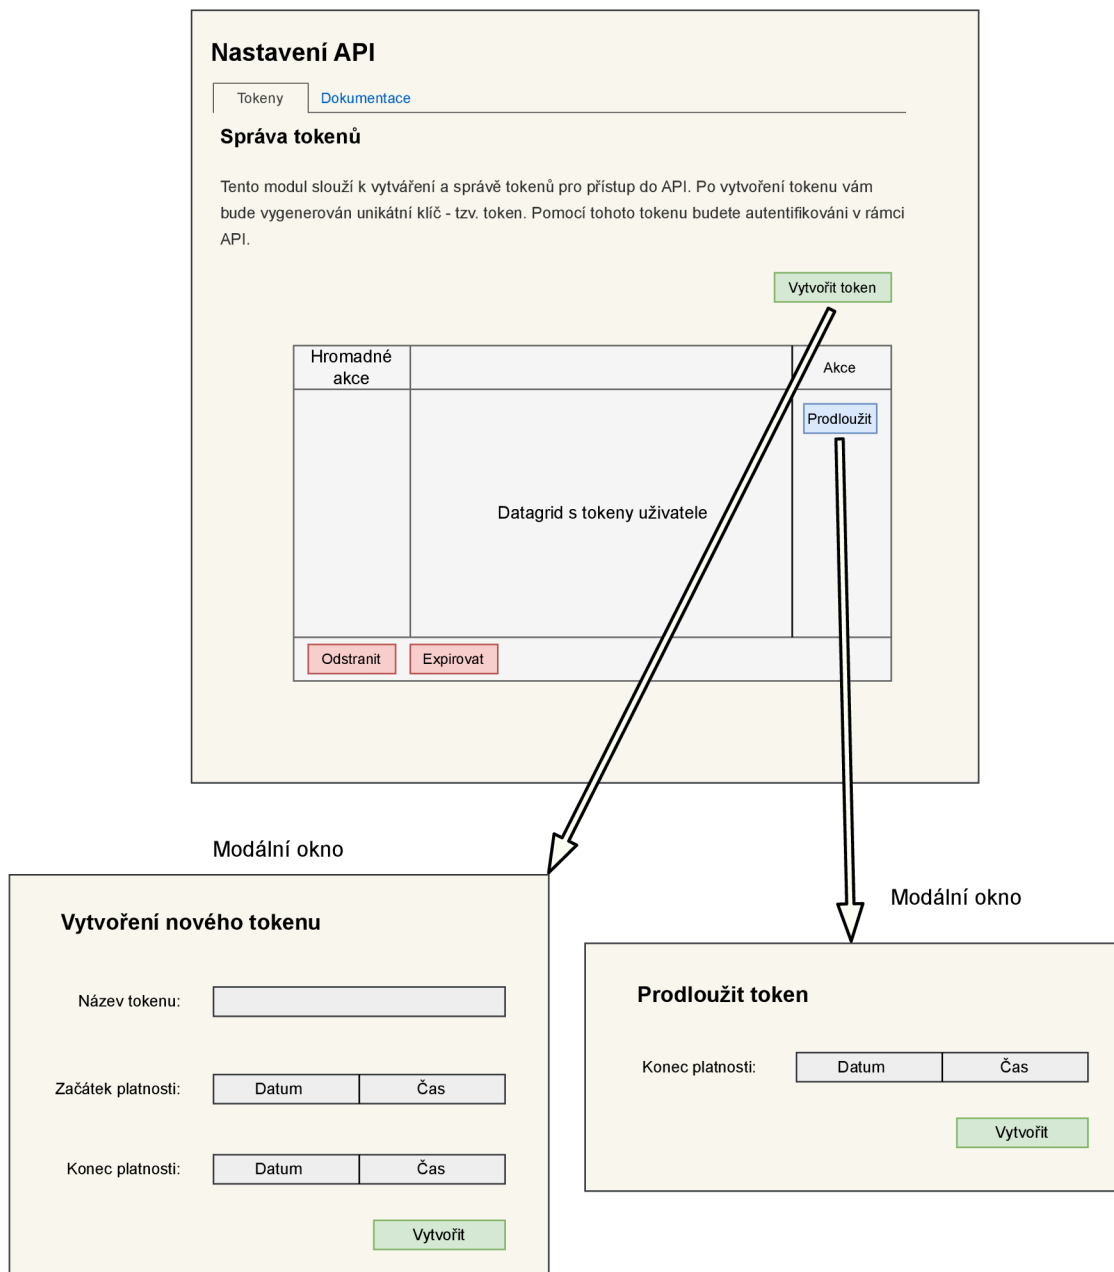 Nastavení API
Tokeny
Dokumentace
Správa tokenů
Tento modul slouží k vytváření a správě tokenů pro přístup do API. Po vytvoření tokenu vám
bude vygenerován unikátní klíč - tzv. token. Pomocí tohoto tokenu budete autentifikováni v rámci
API.
Vytvořit token
Hromadné
akce
Akce
Prodloužit
Datagrid s tokeny uživatele
Odstranit
Expirovat
Modální okno
Vytvoření nového tokenu
Název tokenu:
Začátek platnosti:
Datum
Čas
Konec platnosti:
Datum
Čas
Vytvořit
Modální okno
Prodloužit token
Konec platnosti:
Datum
Čas
Vytvořit